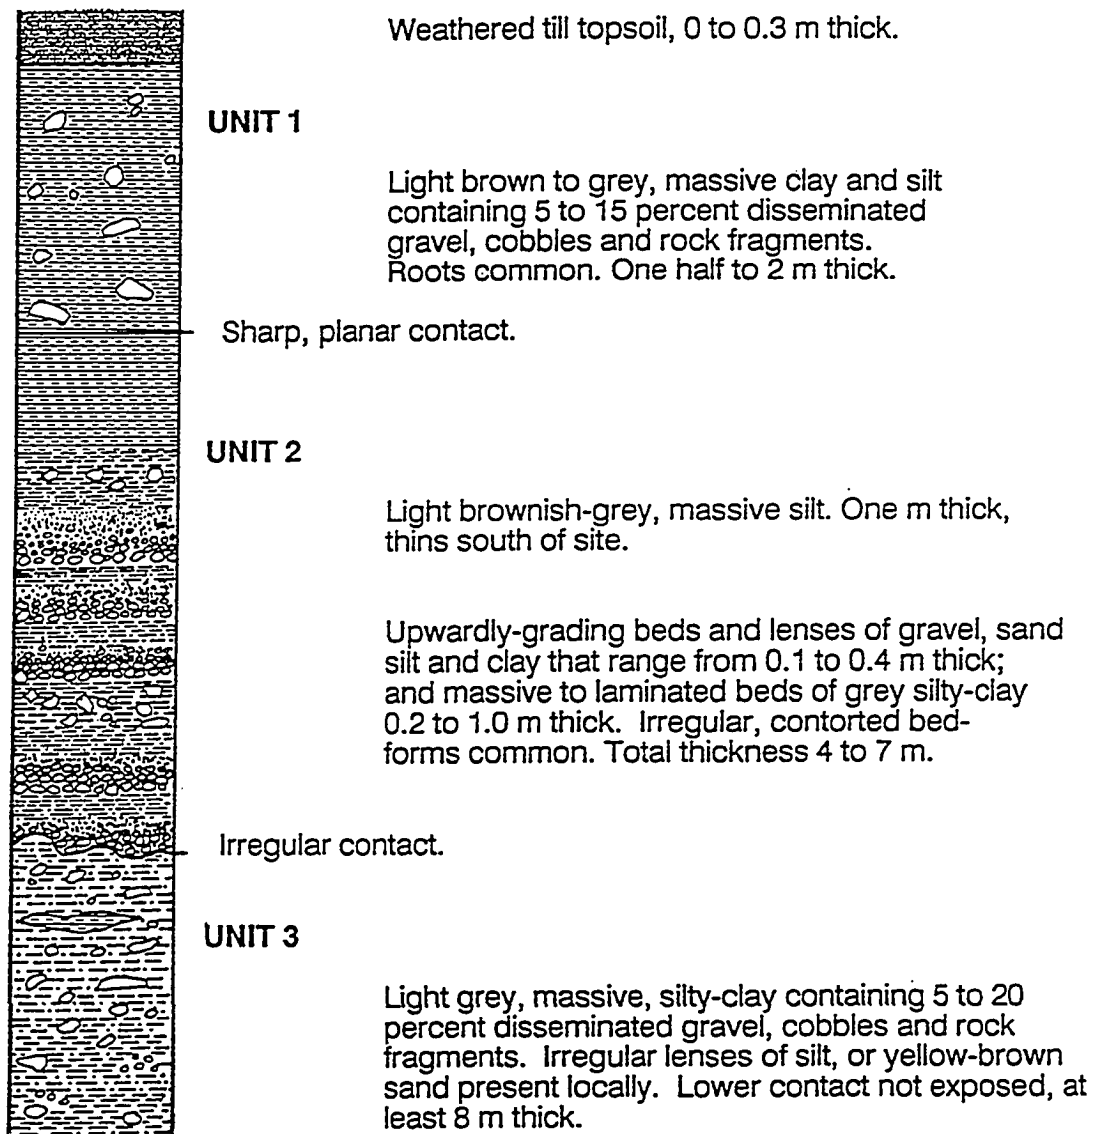 Weathered till topsoil, 0 to 0.3 m thick.
UNIT 1
Light brown to grey, massive clay and silt
containing 5 to 15 percent disseminated
gravel, cobbles and rock fragments.
Roots common. One half to 2 m thick.
Sharp, planar contact.
UNIT 2
Light brownish-grey, massive silt. One m thick,
thins south of site.
Upwardly-grading beds and lenses of gravel, sand
silt and clay that range from 0.1 to 0.4 m thick;
and massive to laminated beds of grey silty-clay
0.2 to 1.0 m thick. Irregular, contorted bed-
forms common. Total thickness 4 to 7 m.
Irregular contact.
UNIT 3
Light grey, massive, silty-clay containing 5 to 20
percent disseminated gravel, cobbles and rock
fragments. Irregular lenses of silt, or yellow-brown
sand present locally. Lower contact not exposed, at
least 8 m thick.